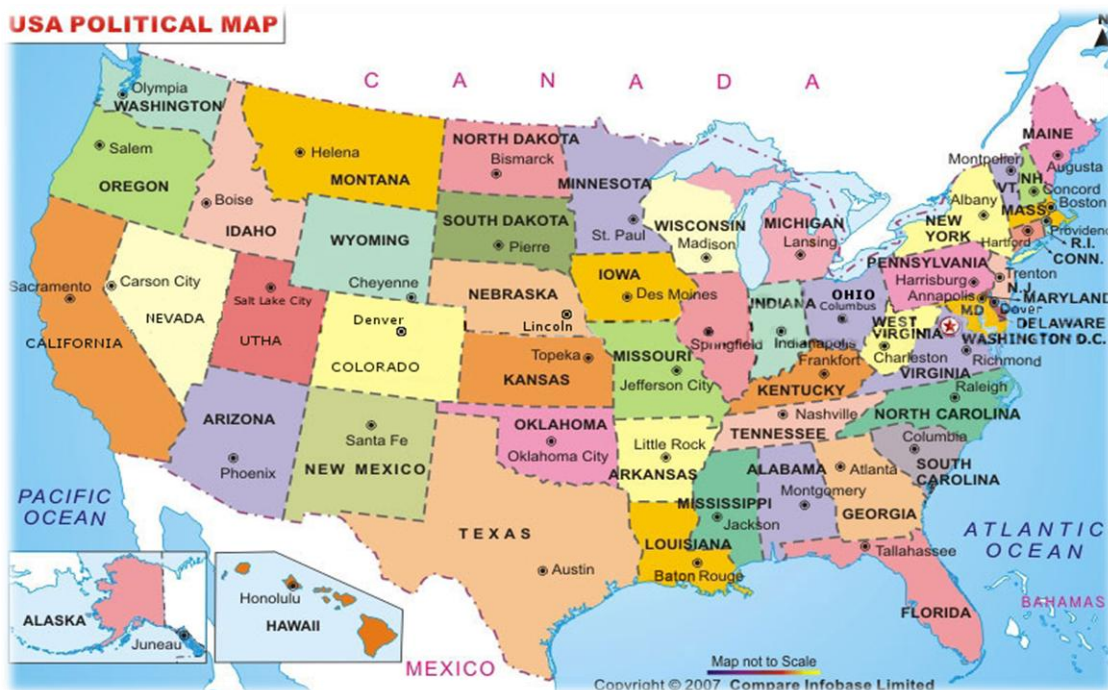 USA POLITICAL MAP
N
C A N A D A
Olympia
WASHINGTON
Salem
OREGON
Helena
MONTANA
Boise
IDAHO
NORTH DAKOTA
Bismarck
MINNESOTA
St. Paul
SOUTH DAKOTA
Pierre
WYOMING
Cheyenne
WISCONSIN
Madison
MICHIGAN
Lansing
MAINE
Augusta
Montpelier
VT.
NH.
Concord
Albany
NEW
YORK
MASS
Boston
Providence
Hartford
R.I.
CONN.
PENNSYLVANIA
Harrisburg
Trenton
N.J.
Annapolis
MARYLAND
MD
Dover
DELAWARE
WASHINGTON D.C.
Sacramento
CALIFORNIA
Carson City
NEVADA
Salt Lake City
UTHA
Denver
COLORADO
NEBRASKA
Lincoln
IOWA
Des Moines
Springfield
INDIANA
Indianapolis
OHIO
Columbus
WEST
VIRGINIA
Charleston
Richmond
VIRGINIA
Topeka
KANSAS
MISSOURI
Jefferson City
Frankfort
KENTUCKY
Nashville
TENNESSEE
Raleigh
NORTH CAROLINA
Columbia
SOUTH
CAROLINA
ARIZONA
Phoenix
Santa Fe
NEW MEXICO
OKLAHOMA
Oklahoma City
Little Rock
ARKANSAS
MISSISSIPPI
Jackson
ALABAMA
Montgomery
Atlanta
GEORGIA
TEXAS
Austin
LOUISIANA
Baton Rouge
Tallahassee
FLORIDA
PACIFIC
OCEAN
ATLANTIC
OCEAN
BAHAMAS
ALASKA
Juneau
Honolulu
HAWAII
MEXICO
Map not to Scale
Copyright © 2007 Compare Infobase Limited